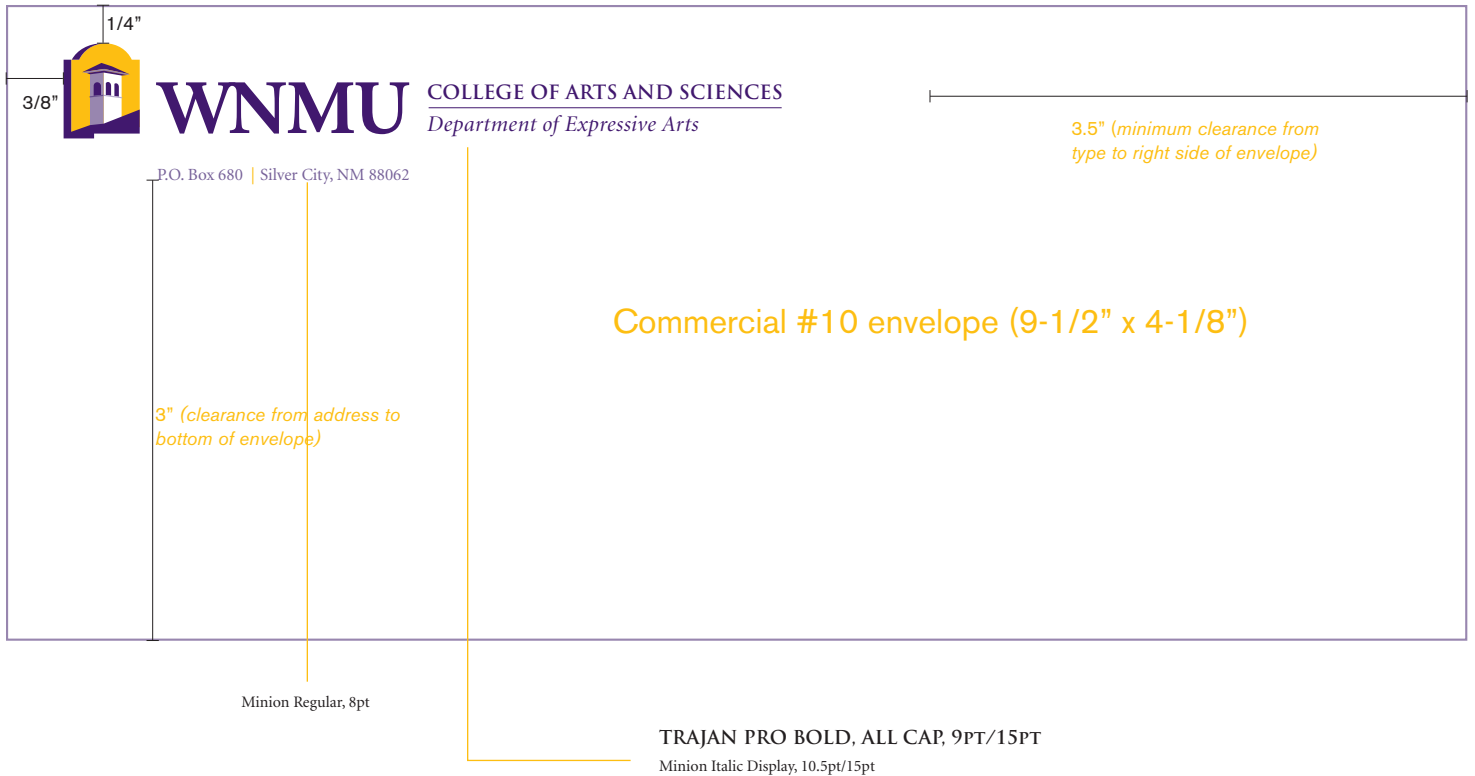 1/4”
3/8”
WNMU
COLLEGE OF ARTS AND SCIENCES
Department of Expressive Arts
3.5” (minimum clearance from
type to right side of envelope)
P.O. Box 680 | Silver City, NM 88062
Commercial #10 envelope (9-1/2” x 4-1/8”)
3” (clearance from address to
bottom of envelope)
Minion Regular, 8pt
TRAJAN PRO BOLD, ALL CAP, 9PT/15PT
Minion Italic Display, 10.5pt/15pt